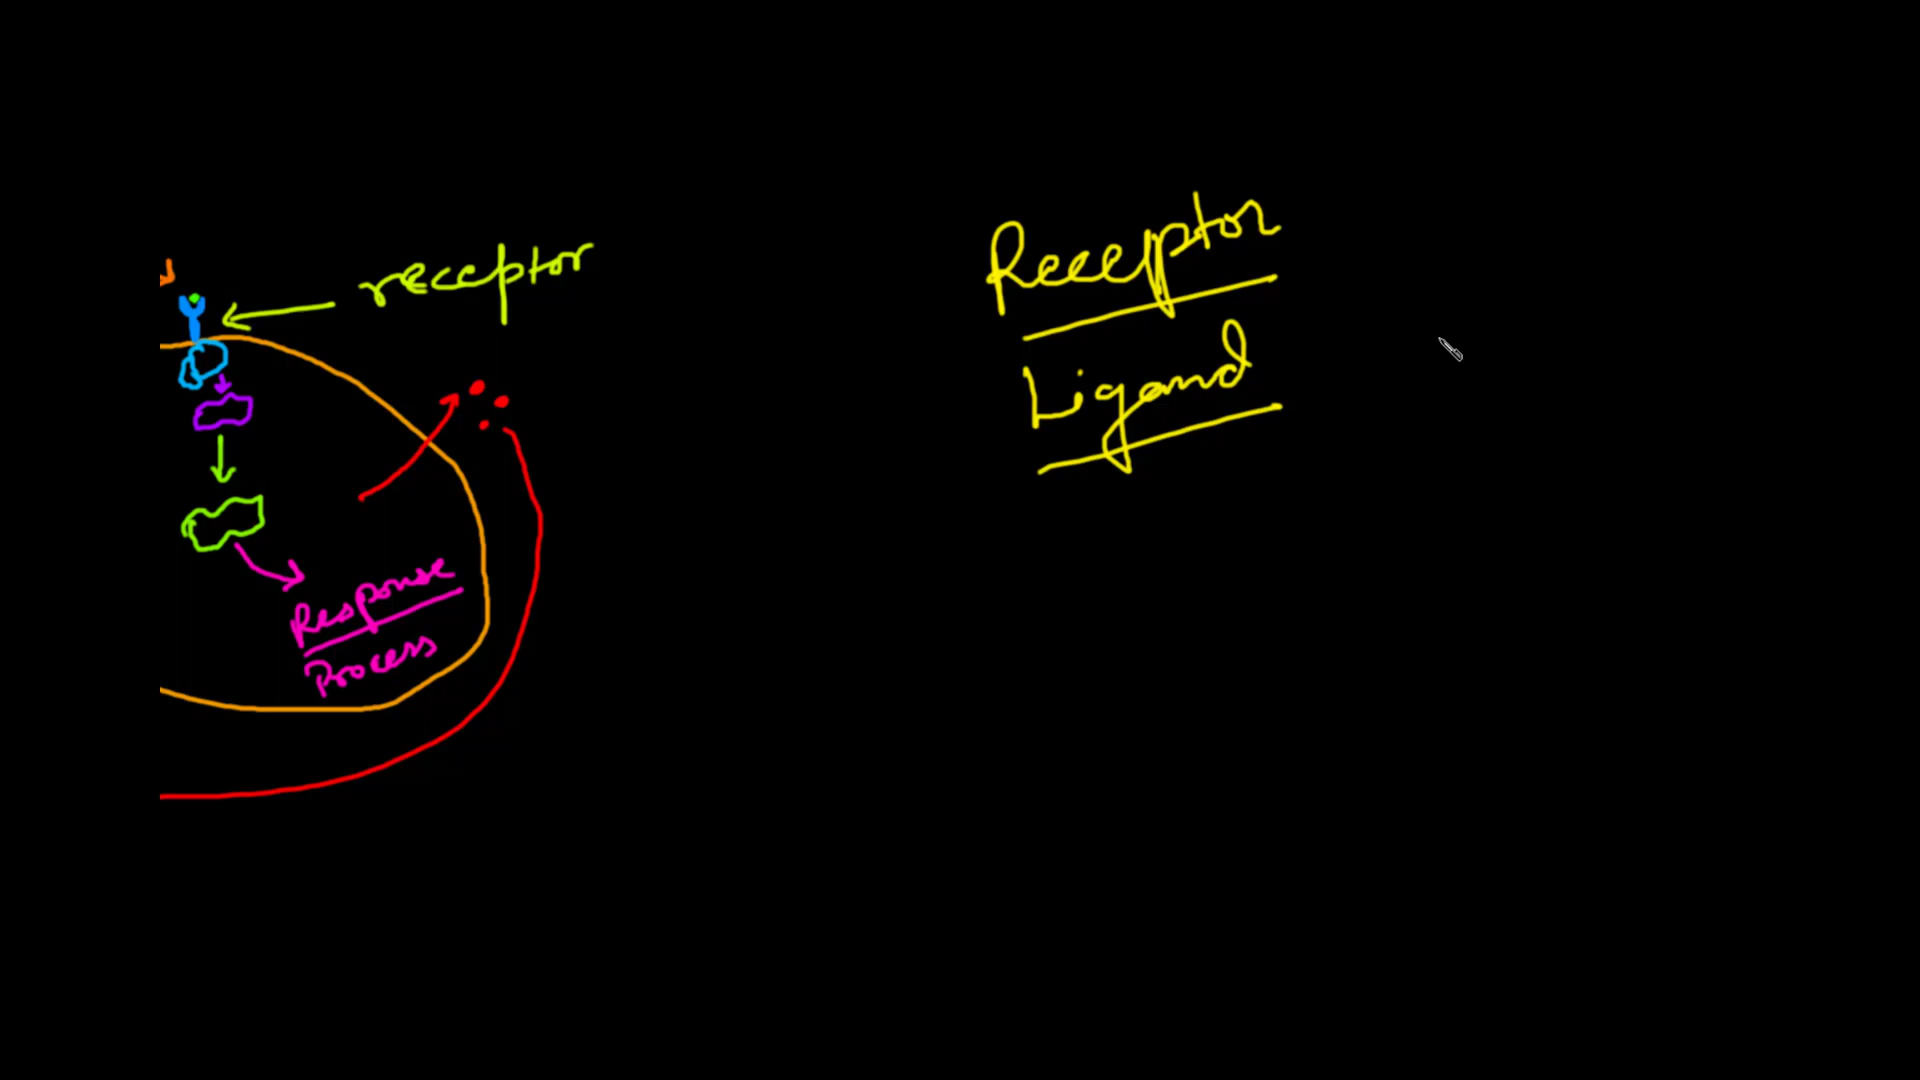 receptor
Response
Process
Receptor
Ligand